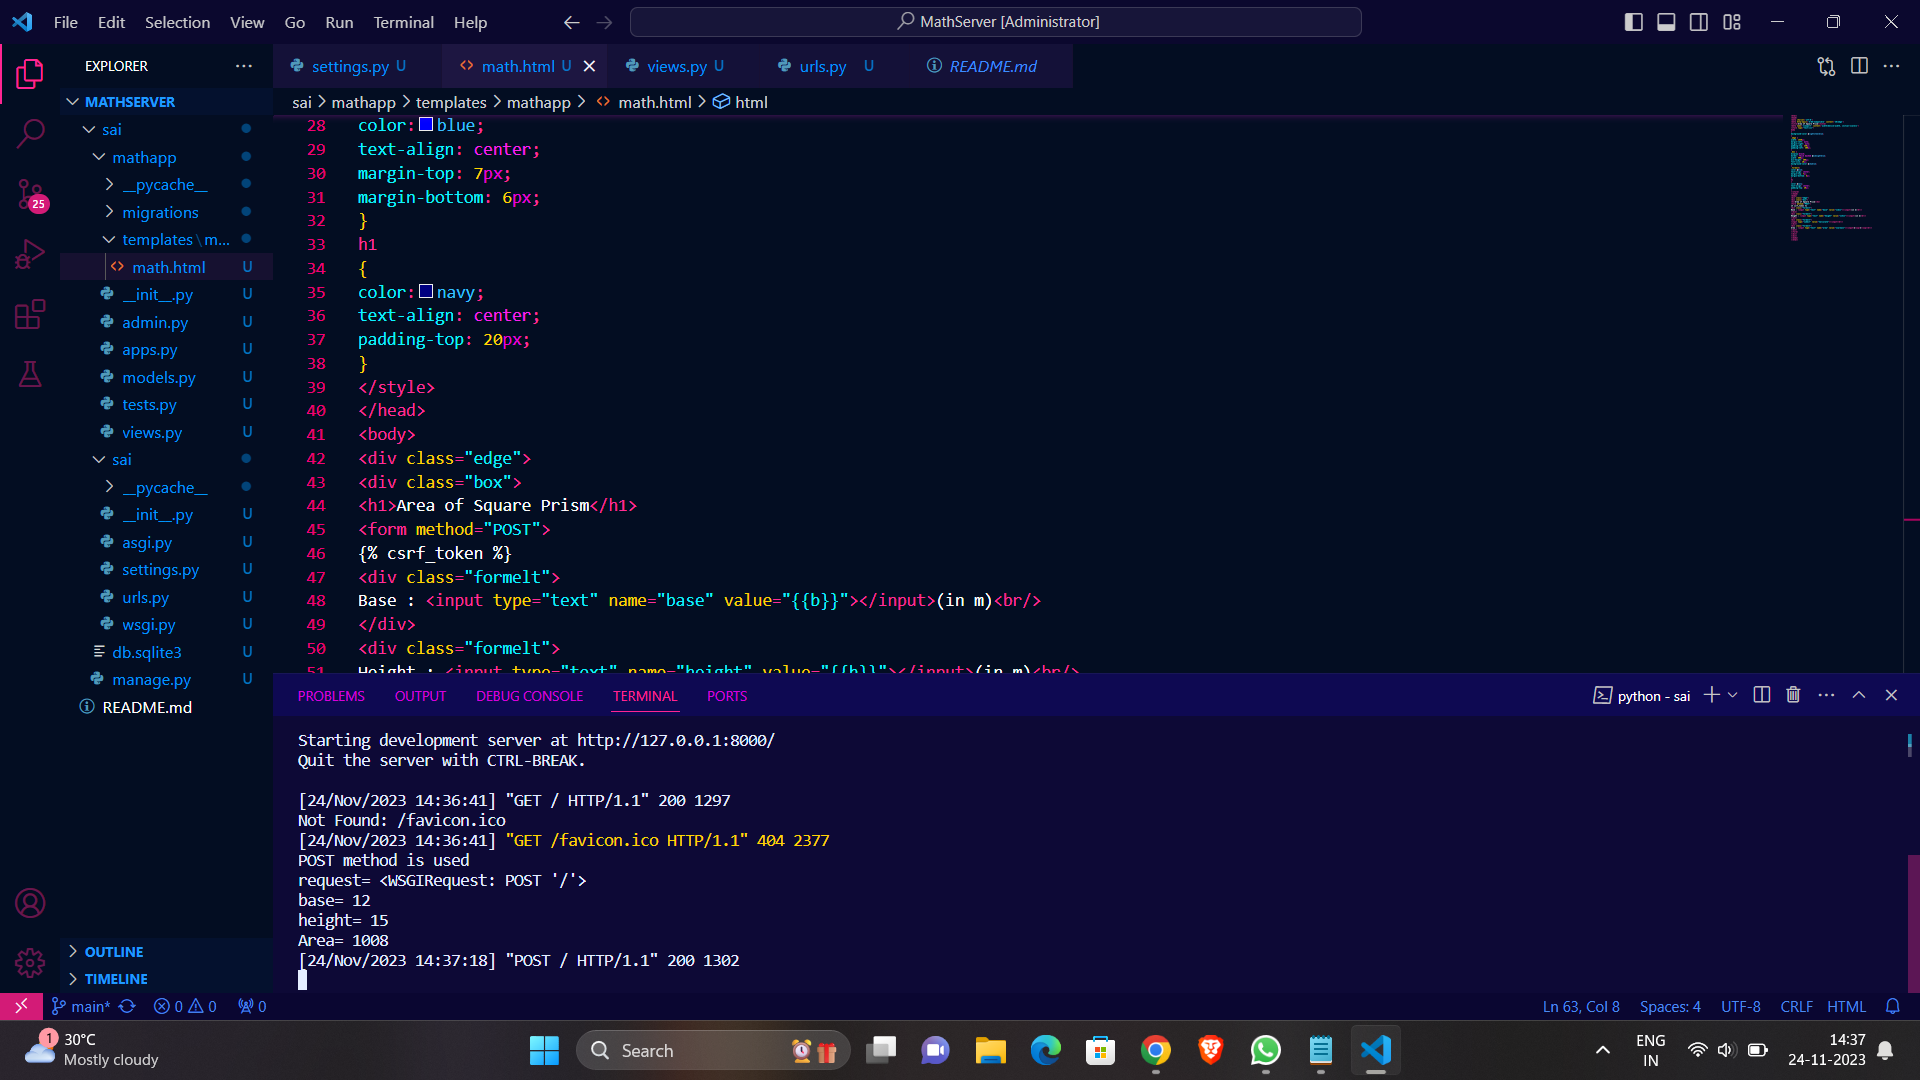 File Edit Selection View Go Run Terminal Help
MathServer [Administrator]
EXPLORER
settings.py U
math.html U
views.py U
urls.py U
README.md
MATHSERVER
sai > mathapp > templates > mathapp > <> math.html > html
sai
mathapp
__pycache__
migrations
templates\m...
<> math.html U
__init__.py U
admin.py U
apps.py U
models.py U
tests.py U
views.py U
sai
__pycache__
__init__.py U
asgi.py U
settings.py U
urls.py U
wsgi.py U
db.sqlite3 U
manage.py U
README.md
OUTLINE
TIMELINE
25
28 color: blue;
29 text-align: center;
30 margin-top: 7px;
31 margin-bottom: 6px;
32 }
33 h1
34 {
35 color: navy;
36 text-align: center;
37 padding-top: 20px;
38 }
39 </style>
40 </head>
41 <body>
42 <div class="edge">
43 <div class="box">
44 <h1>Area of Square Prism</h1>
45 <form method="POST">
46 {% csrf_token %}
47 <div class="formelt">
48 Base : <input type="text" name="base" value="{{b}}"></input>(in m)<br/>
49 </div>
50 <div class="formelt">
51 Height : <input type="text" name="height" value="{{h}}"></input>(in m)<br/>
PROBLEMS OUTPUT DEBUG CONSOLE TERMINAL PORTS
python - sai
Starting development server at http://127.0.0.1:8000/
Quit the server with CTRL-BREAK.
[24/Nov/2023 14:36:41] "GET / HTTP/1.1" 200 1297
Not Found: /favicon.ico
[24/Nov/2023 14:36:41] "GET /favicon.ico HTTP/1.1" 404 2377
POST method is used
request= <WSGIRequest: POST '/'>
base= 12
height= 15
Area= 1008
[24/Nov/2023 14:37:18] "POST / HTTP/1.1" 200 1302
main* 0 0 0
Ln 63, Col 8 Spaces: 4 UTF-8 CRLF HTML
1
30°C
Mostly cloudy
Search
ENG
IN
14:37
24-11-2023